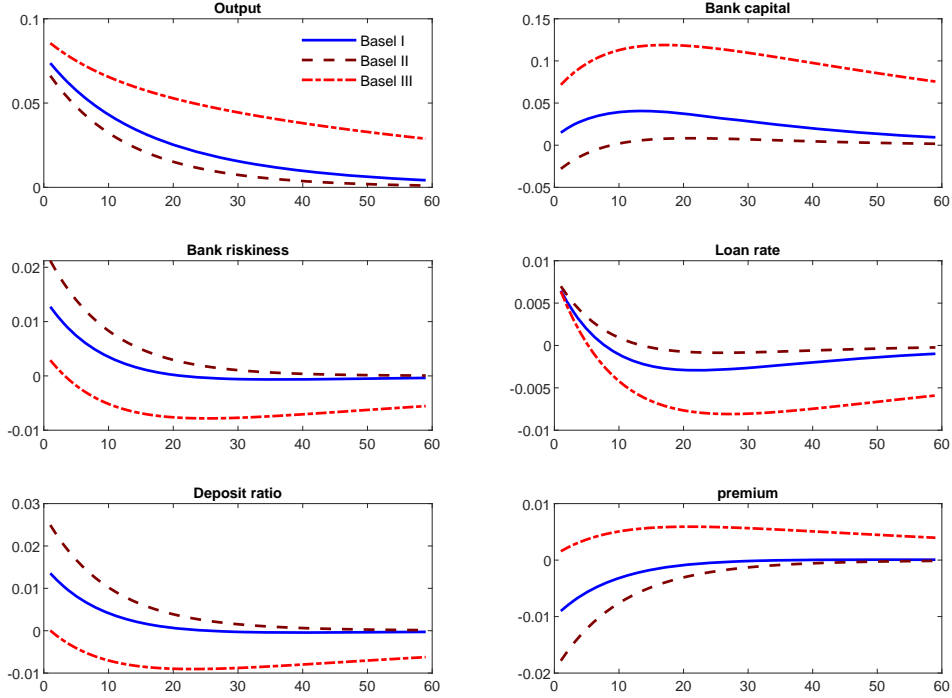 Output
0.1
0.05
0
0 10 20 30 40 50 60
Basel I
Basel II
Basel III
Bank capital
0.15
0.10
0.05
0
-0.05
0 10 20 30 40 50 60
Bank riskiness
0.02
0.01
0
-0.01
0 10 20 30 40 50 60
Loan rate
0.01
0.005
0
-0.005
-0.01
0 10 20 30 40 50 60
Deposit ratio
0.03
0.02
0.01
0
-0.01
0 10 20 30 40 50 60
premium
0.01
0
-0.01
-0.02
0 10 20 30 40 50 60